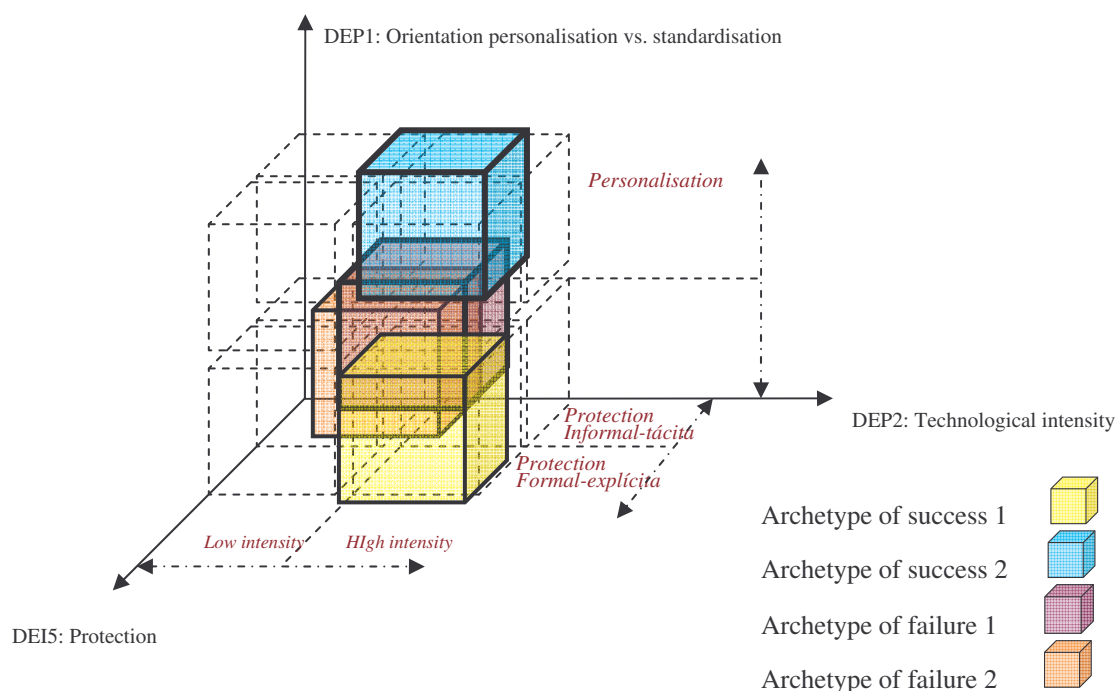 DEP1: Orientation personalisation vs. standardisation
Personalisation
DEP2: Technological intensity
Protection
Informal-tácita
Protection
Formal-explícita
Low intensity
HIgh intensity
DEI5: Protection
Archetype of success 1
Archetype of success 2
Archetype of failure 1
Archetype of failure 2